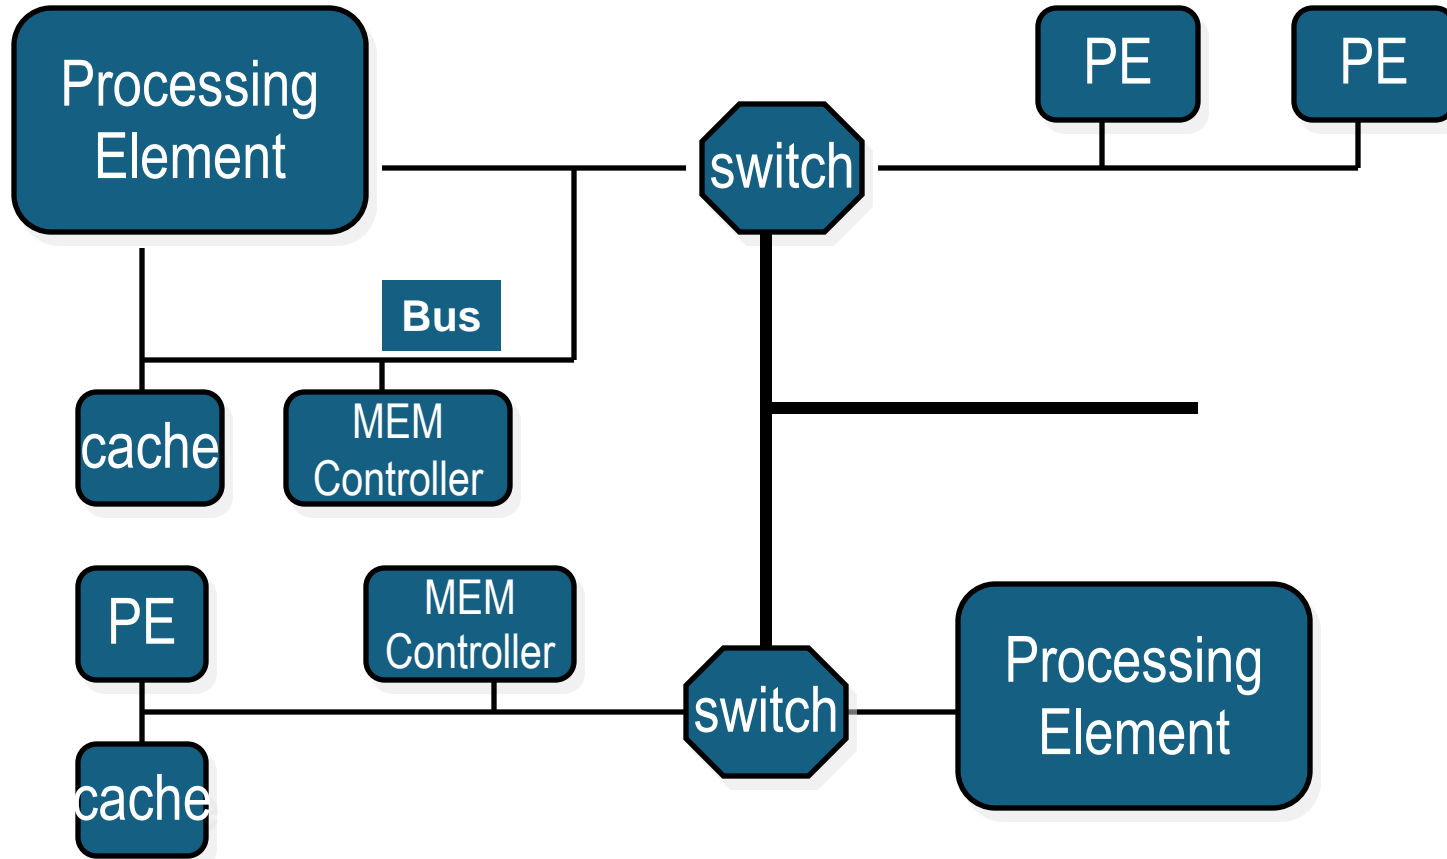 Processing
Element
PE
PE
switch
Bus
cache
MEM
Controller
PE
MEM
Controller
switch
Processing
Element
cache